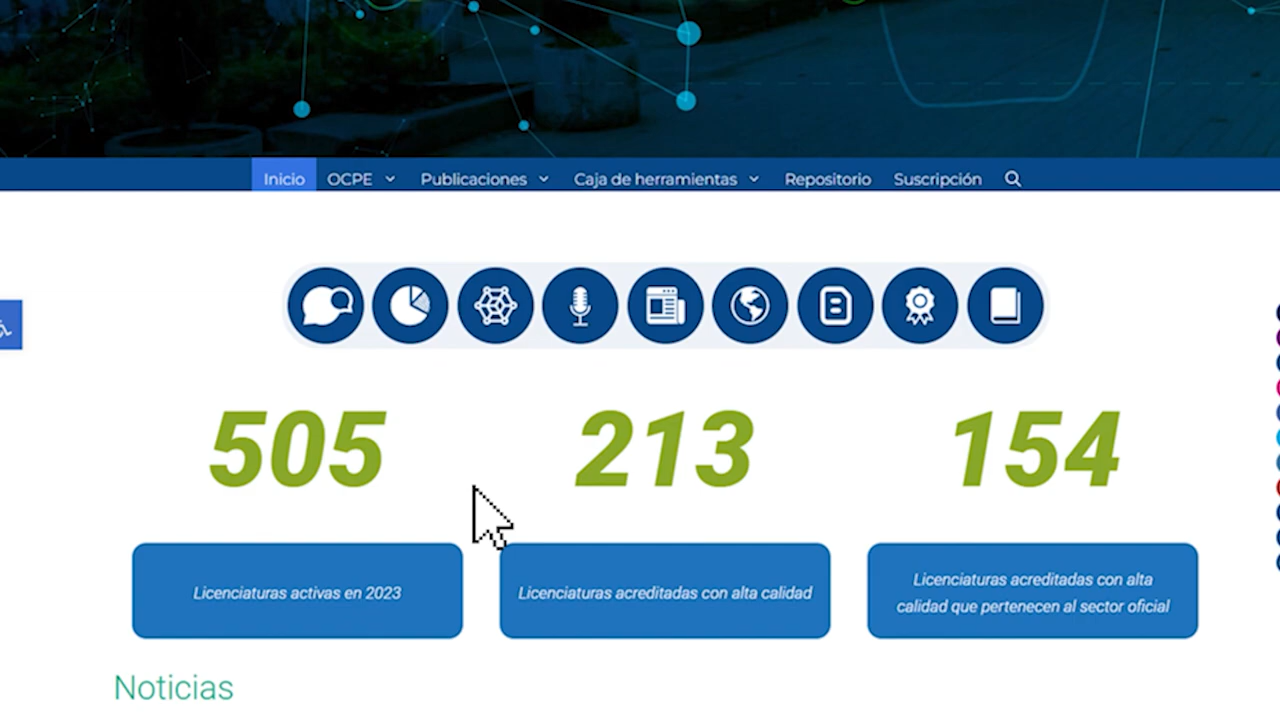 Inicio OCPE Publicaciones Caja de herramientas Repositorio Suscripción
505 213 154
Licenciaturas activas en 2023
Licenciaturas acreditadas con alta calidad
Licenciaturas acreditadas con alta
calidad que pertenecen al sector oficial
Noticias